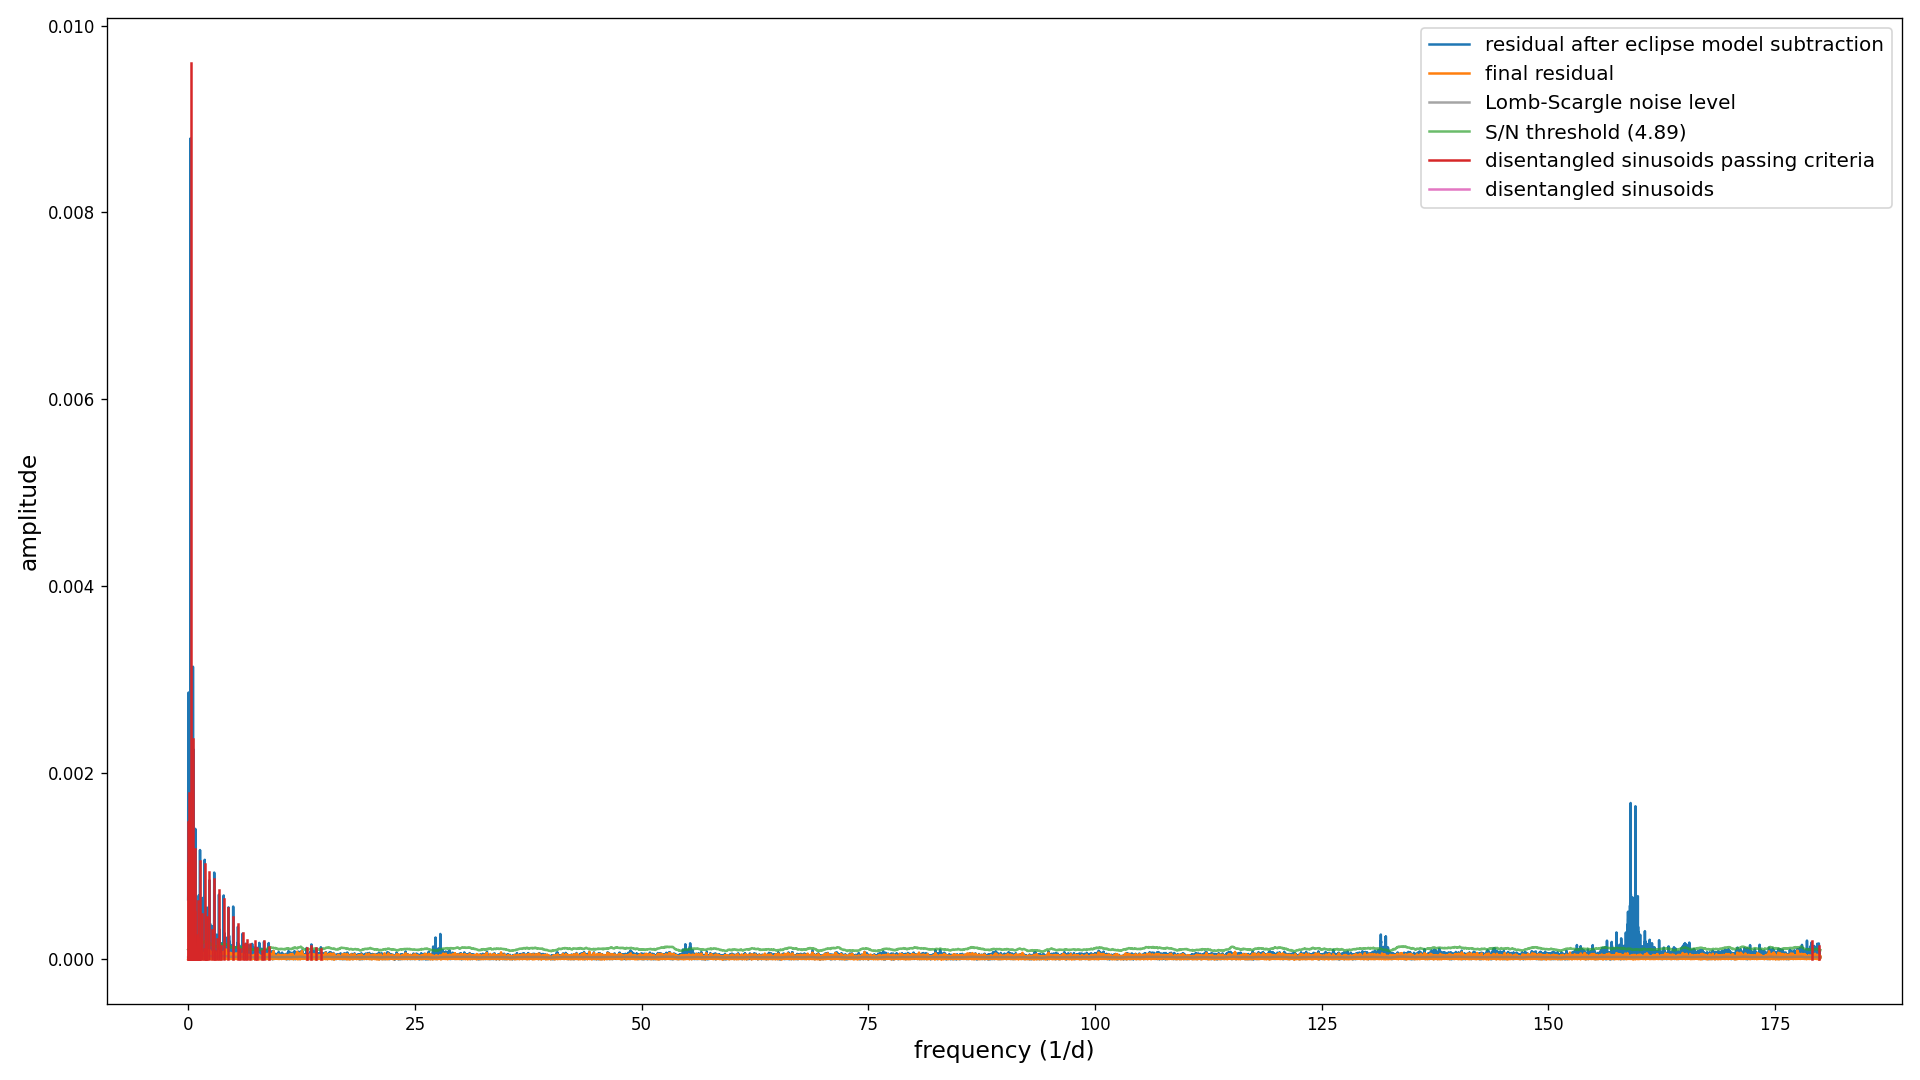 0.010
0.008
0.006
0.004
0.002
0.000
amplitude
0
25
50
75
100
125
150
175
frequency (1/d)
residual after eclipse model subtraction
final residual
Lomb-Scargle noise level
S/N threshold (4.89)
disentangled sinusoids passing criteria
disentangled sinusoids